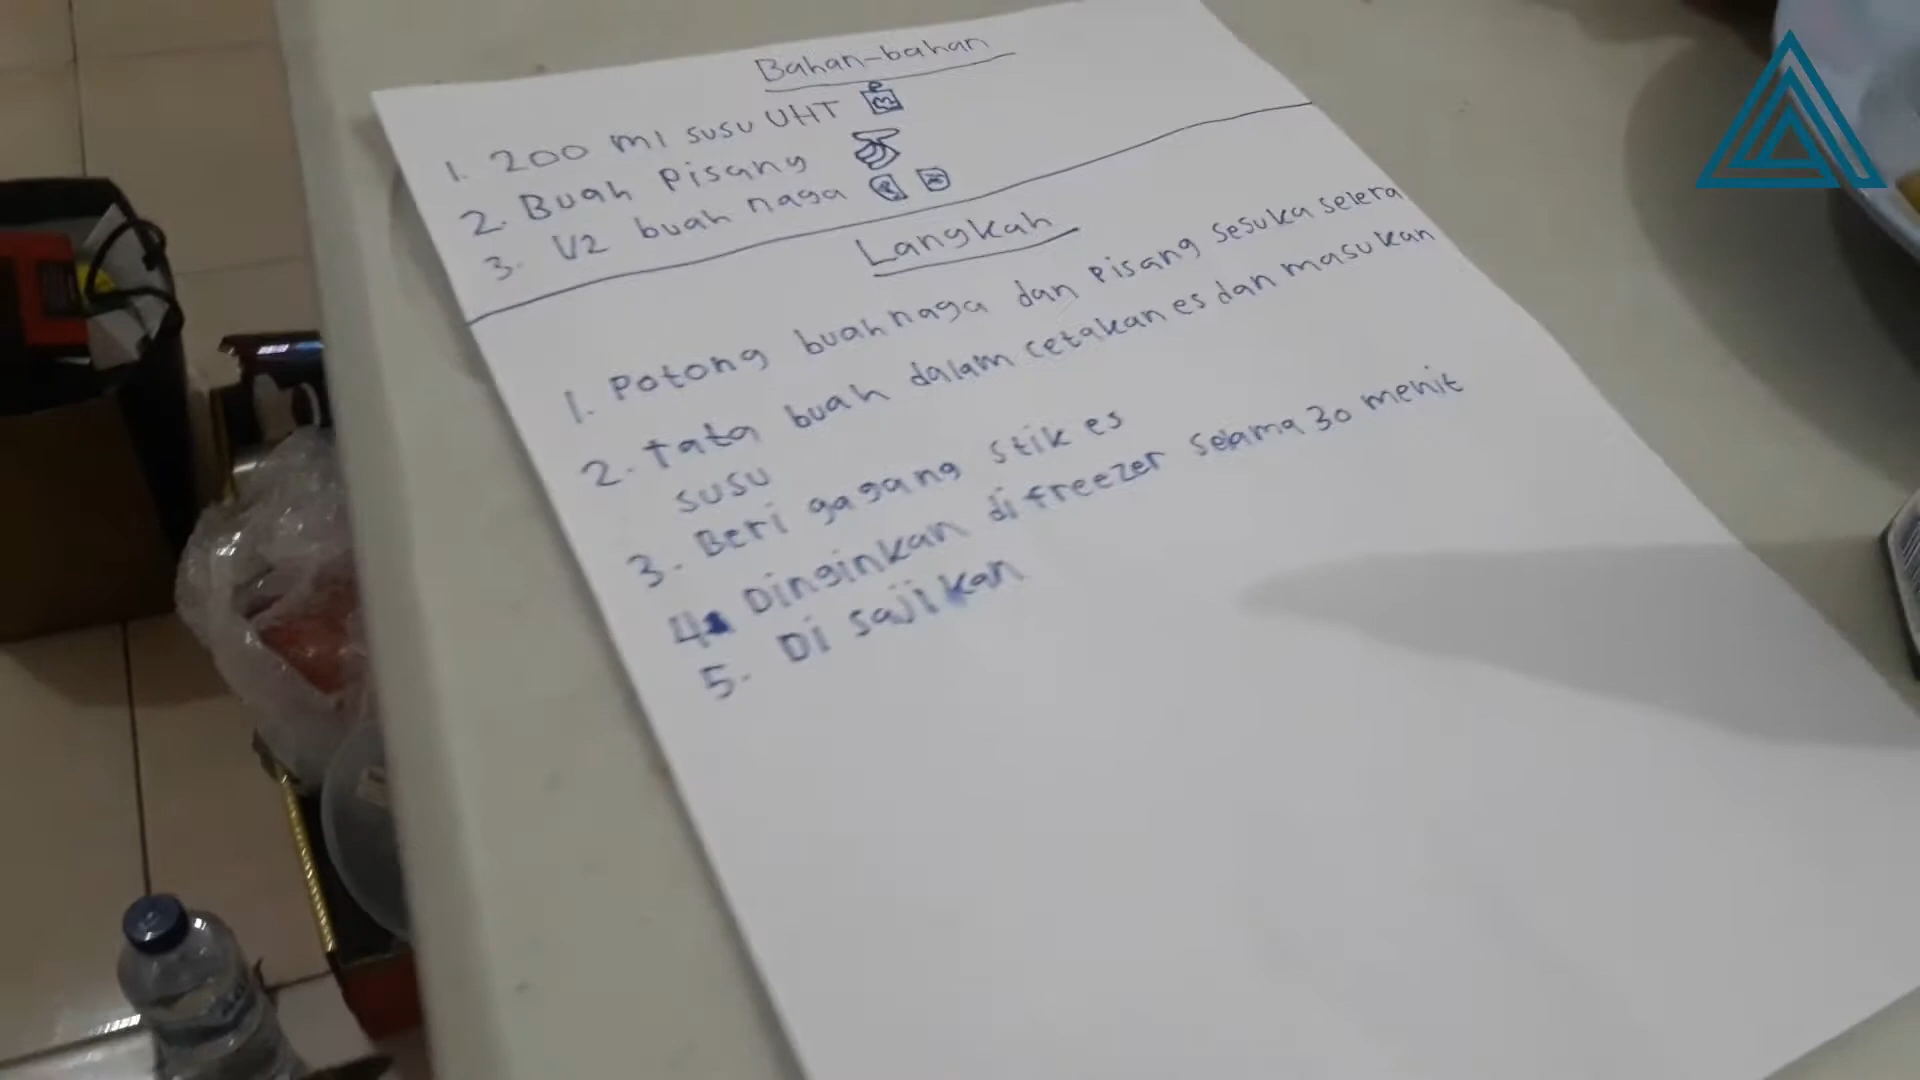 Bahan-bahan
1. 200 ml susu UHT
2. Buah Pisang
3. 1/2 buah naga
Langkah
1. Potong buah naga dan Pisang sesuka selera
2. tata buah dalam cetakan es dan masukan
susu
3. Beri gagang stik es
4. Dinginkan di freezer selama 30 menit
5. Di sajikan